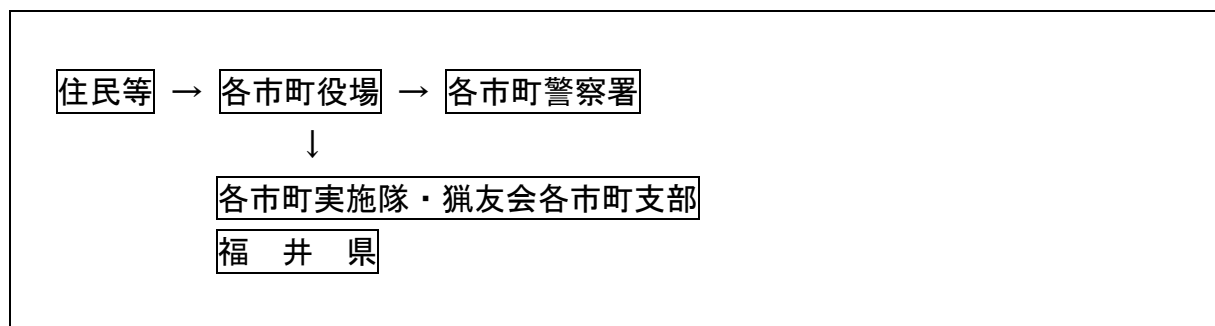 住民等 → 各市町役場 → 各市町警察署
↓
各市町実施隊・猟友会各市町支部
福　井　県